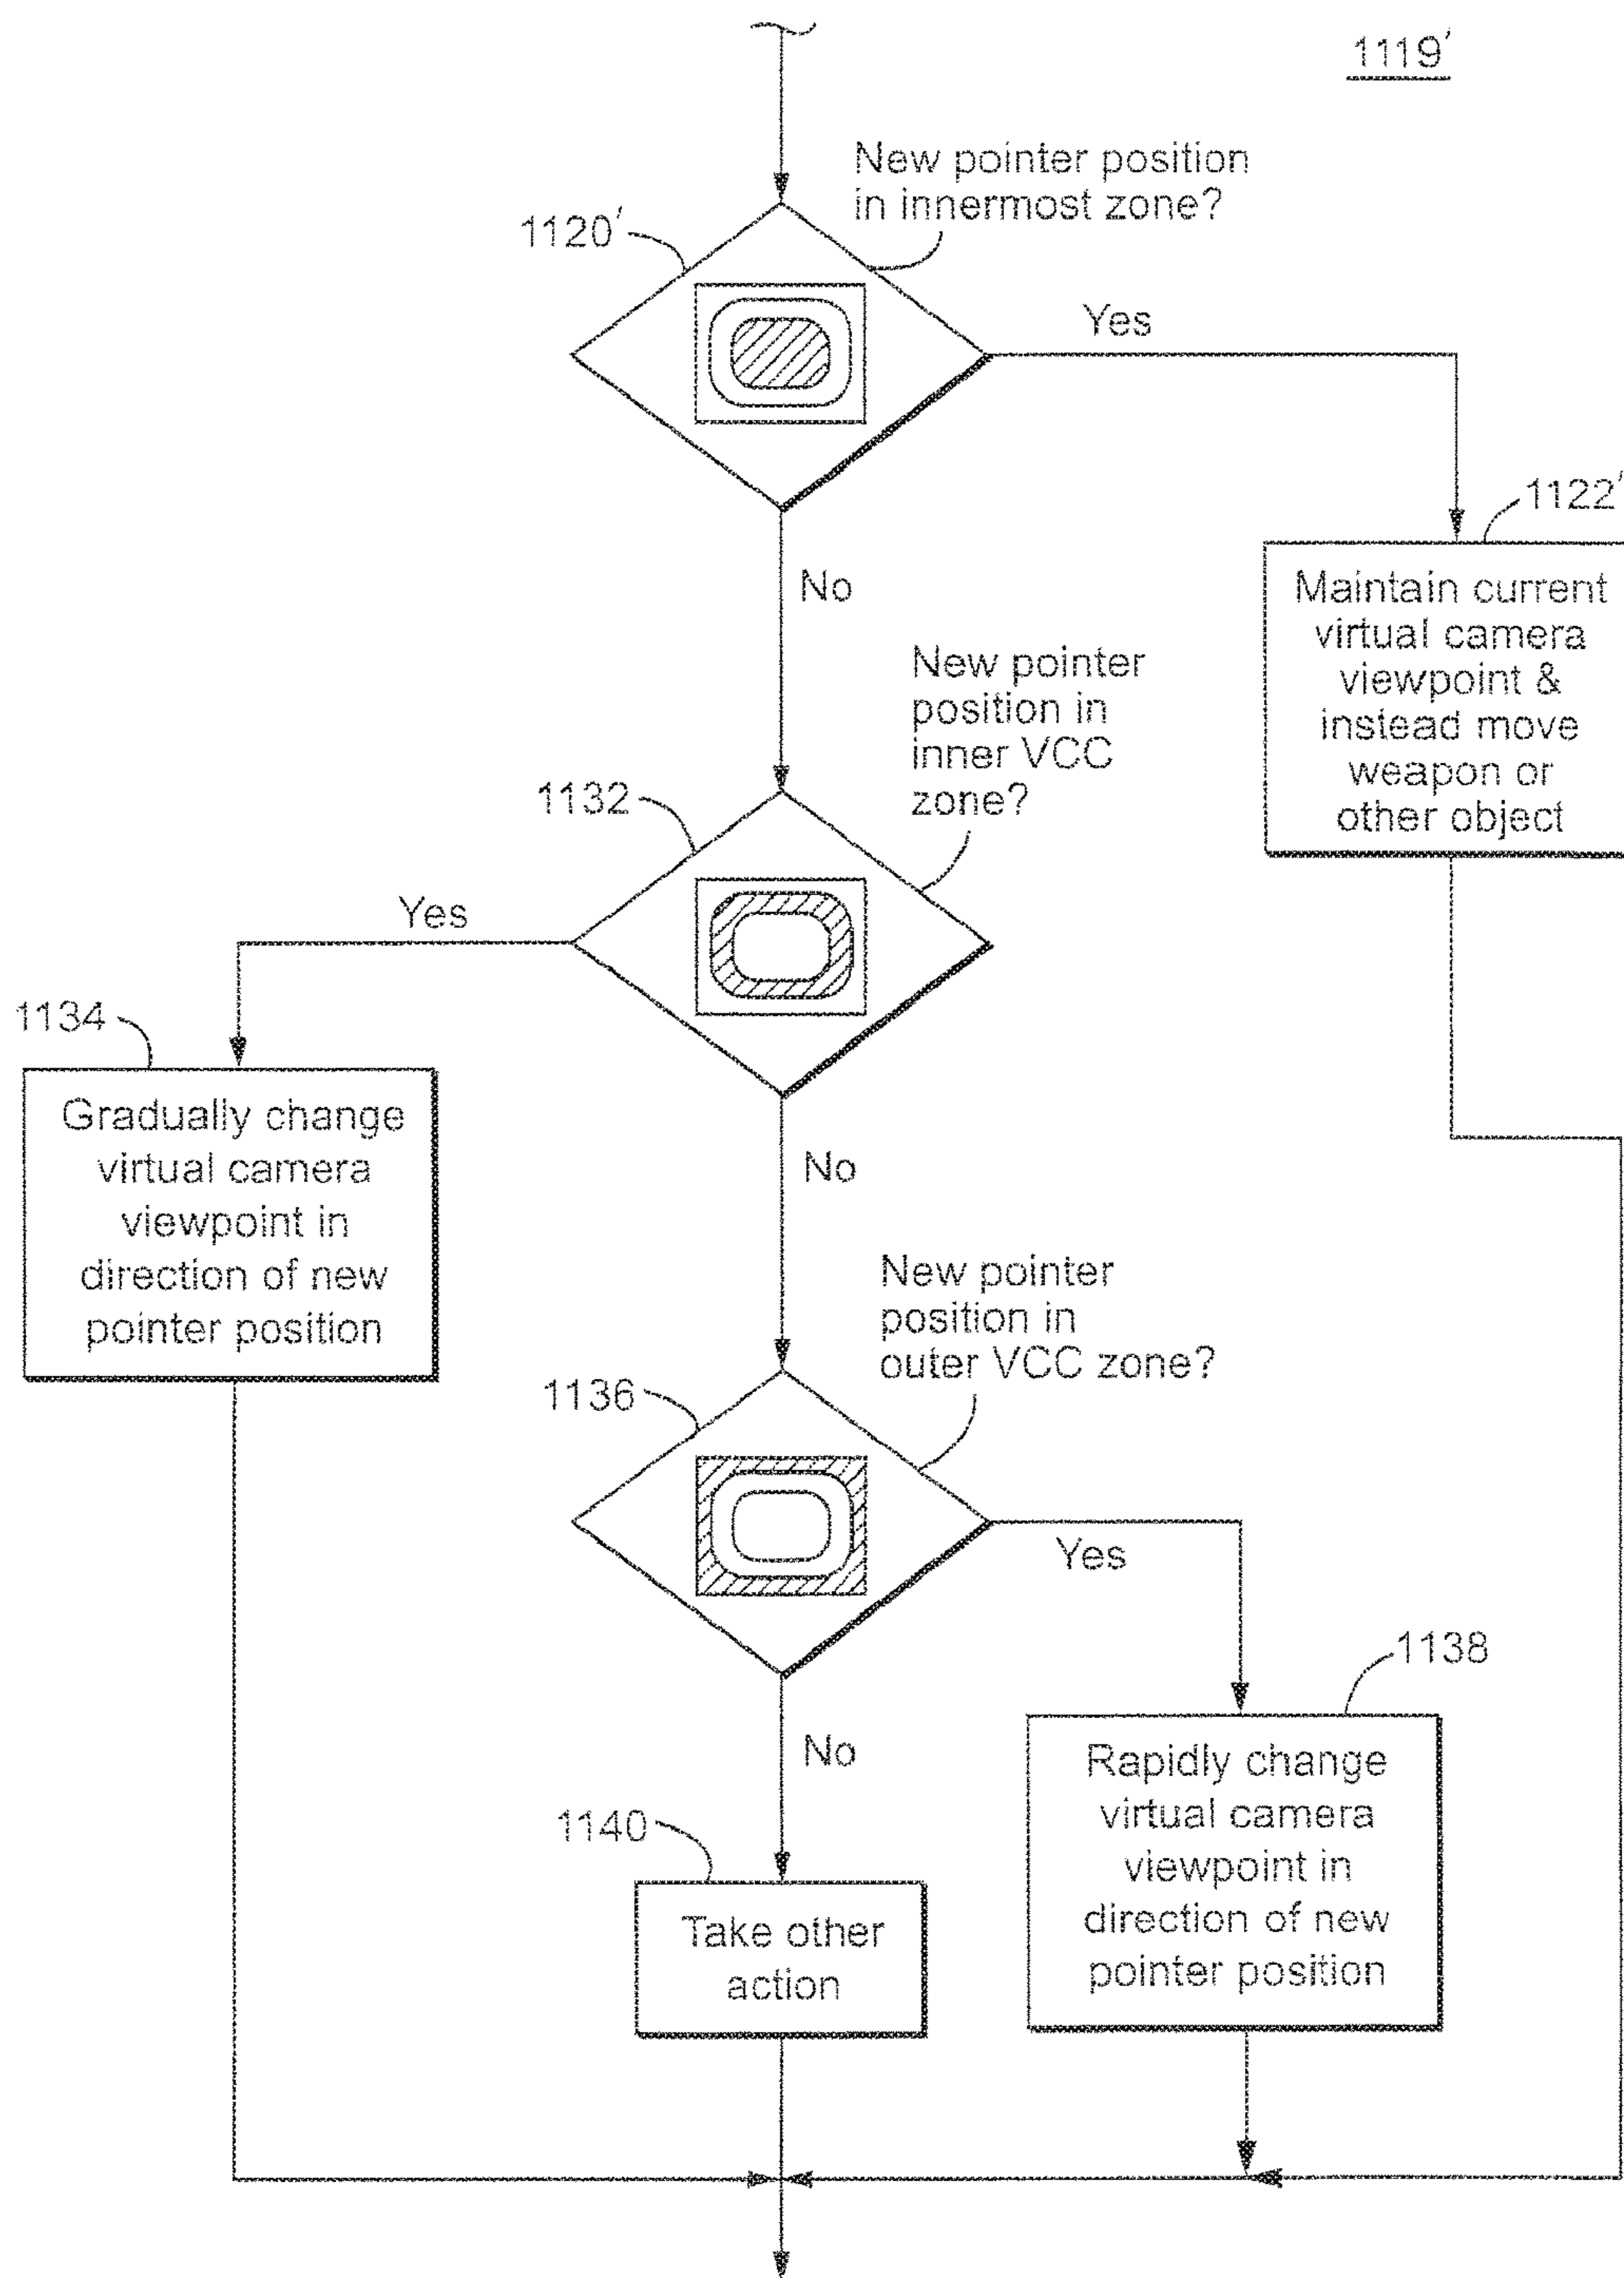 1119'
New pointer position
in innermost zone?
1120'
Yes
1122'
No
Maintain current
virtual camera
viewpoint &
instead move
weapon or
other object
New pointer
position in
inner VCC
zone?
1132
Yes
1134
Gradually change
virtual camera
viewpoint in
direction of new
pointer position
No
New pointer
position in
outer VCC zone?
1136
Yes
1138
No
Rapidly change
virtual camera
viewpoint in
direction of new
pointer position
1140
Take other
action